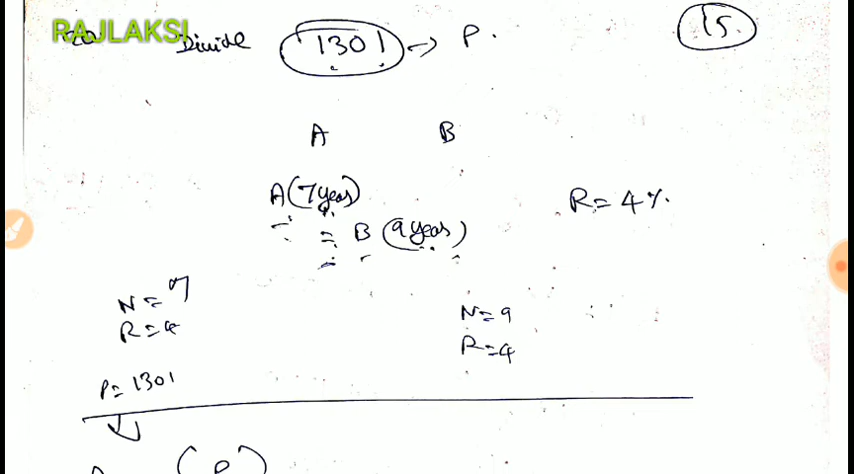 RAJLAKSI
Divide 1301 → P. 15
A B
A (7 years)
= B (9 years)
R = 4%
N = 7
R = 4
N = 9
R = 4
P = 1301
(P)